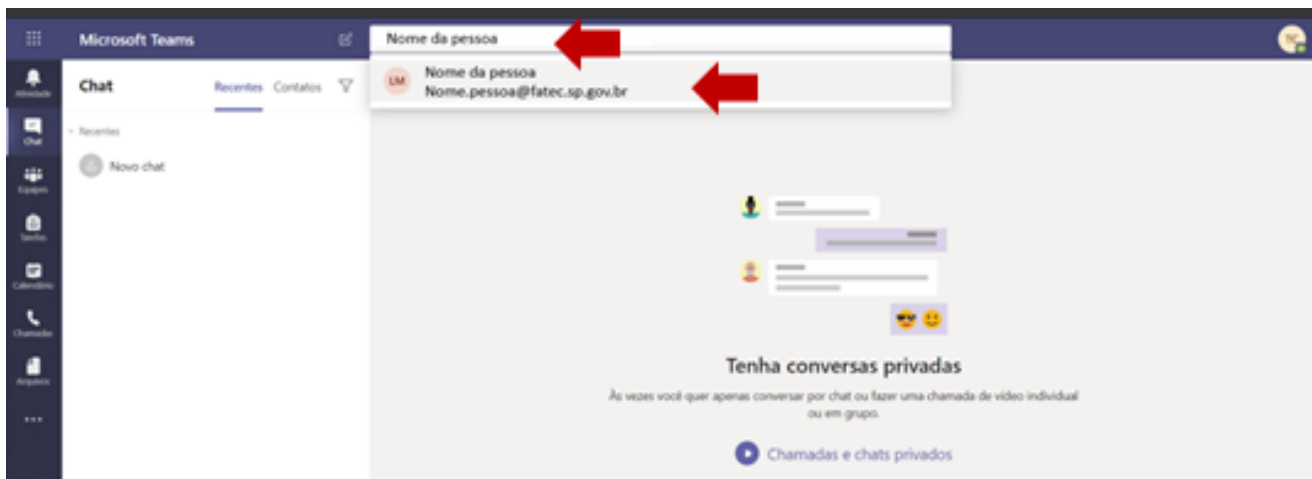 Microsoft Teams
Nome da pessoa
Atividade
Chat
Equipes
Tarefas
Calendário
Chamadas
Arquivos
Chat
Recentes Contatos
Recentes
Novo chat
LM
Nome da pessoa
Nome.pessoa@fatec.sp.gov.br
Tenha conversas privadas
Às vezes você quer apenas conversar por chat ou fazer uma chamada de vídeo individual
ou em grupo.
Chamadas e chats privados